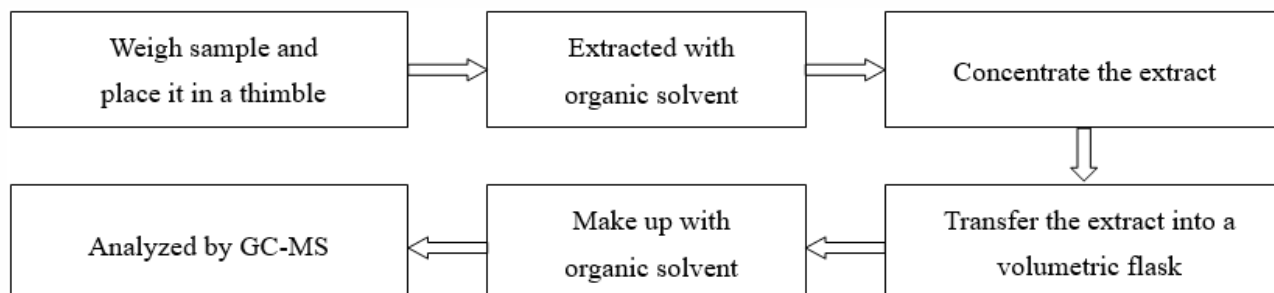 Weigh sample and
place it in a thimble
Extracted with
organic solvent
Concentrate the extract
Transfer the extract into a
volumetric flask
Make up with
organic solvent
Analyzed by GC-MS